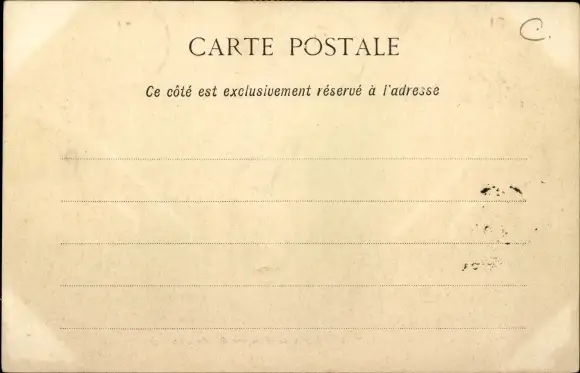 C.
CARTE POSTALE
Ce côté est exclusivement réservé à l'adresse